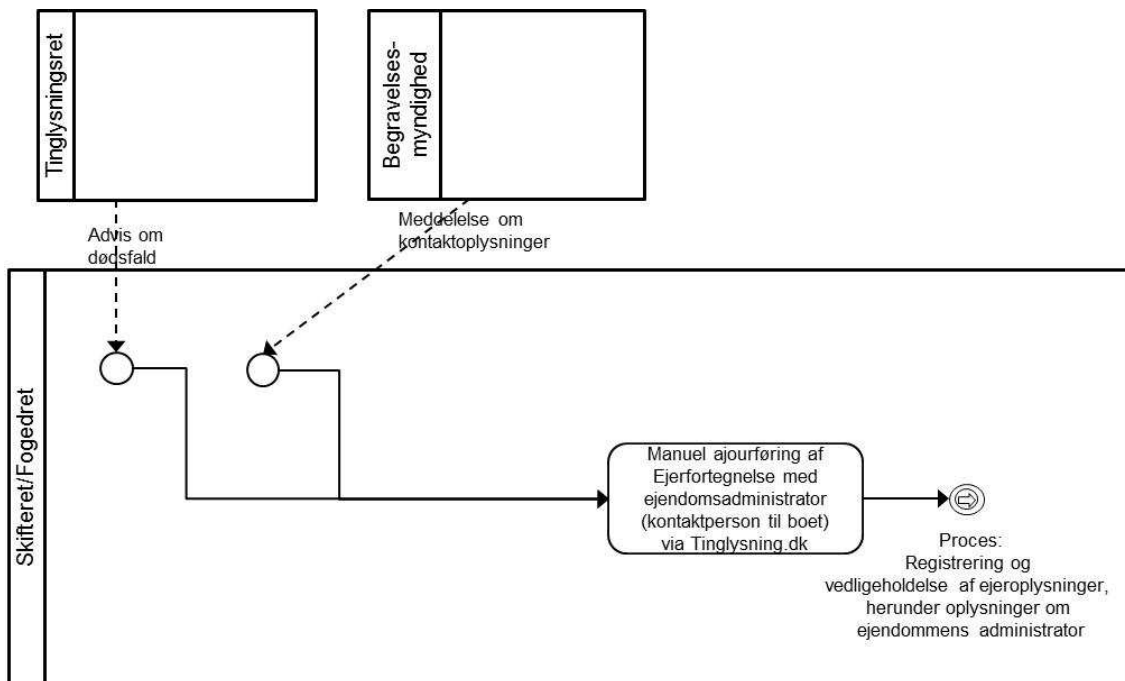 Tinglysningsret
Begravelses-
myndighed
Advis om
dødsfald
Meddelelse om
kontaktoplysninger
Skifteret/Fogedret
Manuel ajourføring af
Ejerfortegnelse med
ejendomsadministrator
(kontaktperson til boet)
via Tinglysning.dk
Proces:
Registrering og
vedligeholdelse af ejeroplysninger,
herunder oplysninger om
ejendommens administrator